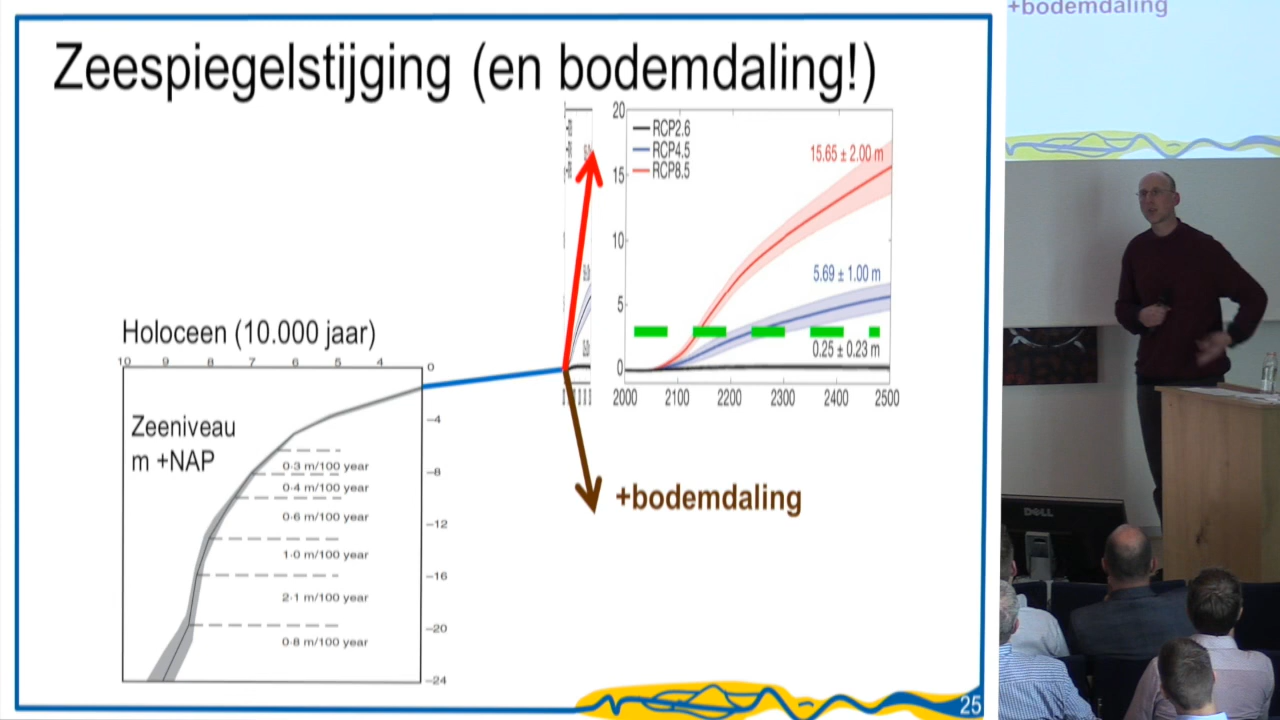 Zeespiegelstijging (en bodemdaling!)
20
15
10
5
0
RCP2.6
RCP4.5
RCP8.5
15.65 ± 2.00 m
5.69 ± 1.00 m
0.25 ± 0.23 m
2000 2100 2200 2300 2400 2500
Holoceen (10.000 jaar)
10 9 8 7 6 5 4 0
Zeeniveau
m +NAP
0·3 m/100 year
0·4 m/100 year
0·6 m/100 year
1·0 m/100 year
2·1 m/100 year
0·8 m/100 year
–4
–8
–12
–16
–20
–24
+bodemdaling
25
+bodemdaling
DELL